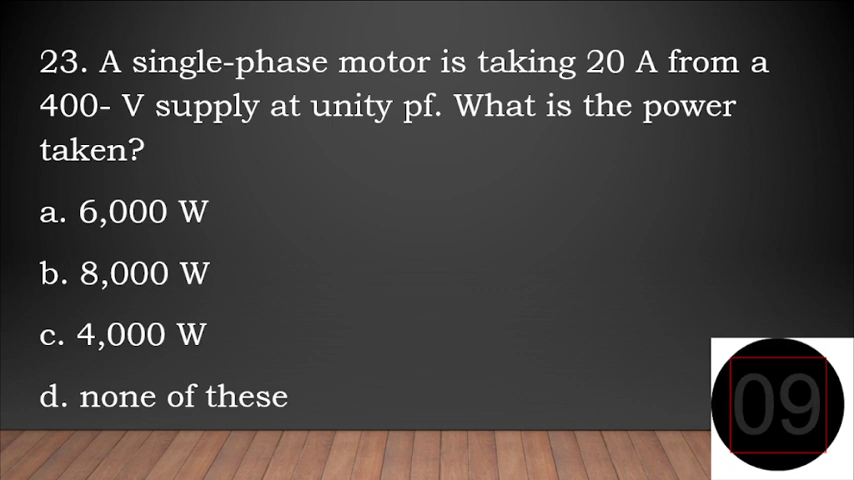 23. A single-phase motor is taking 20 A from a
400- V supply at unity pf. What is the power
taken?
a. 6,000 W
b. 8,000 W
c. 4,000 W
d. none of these
09